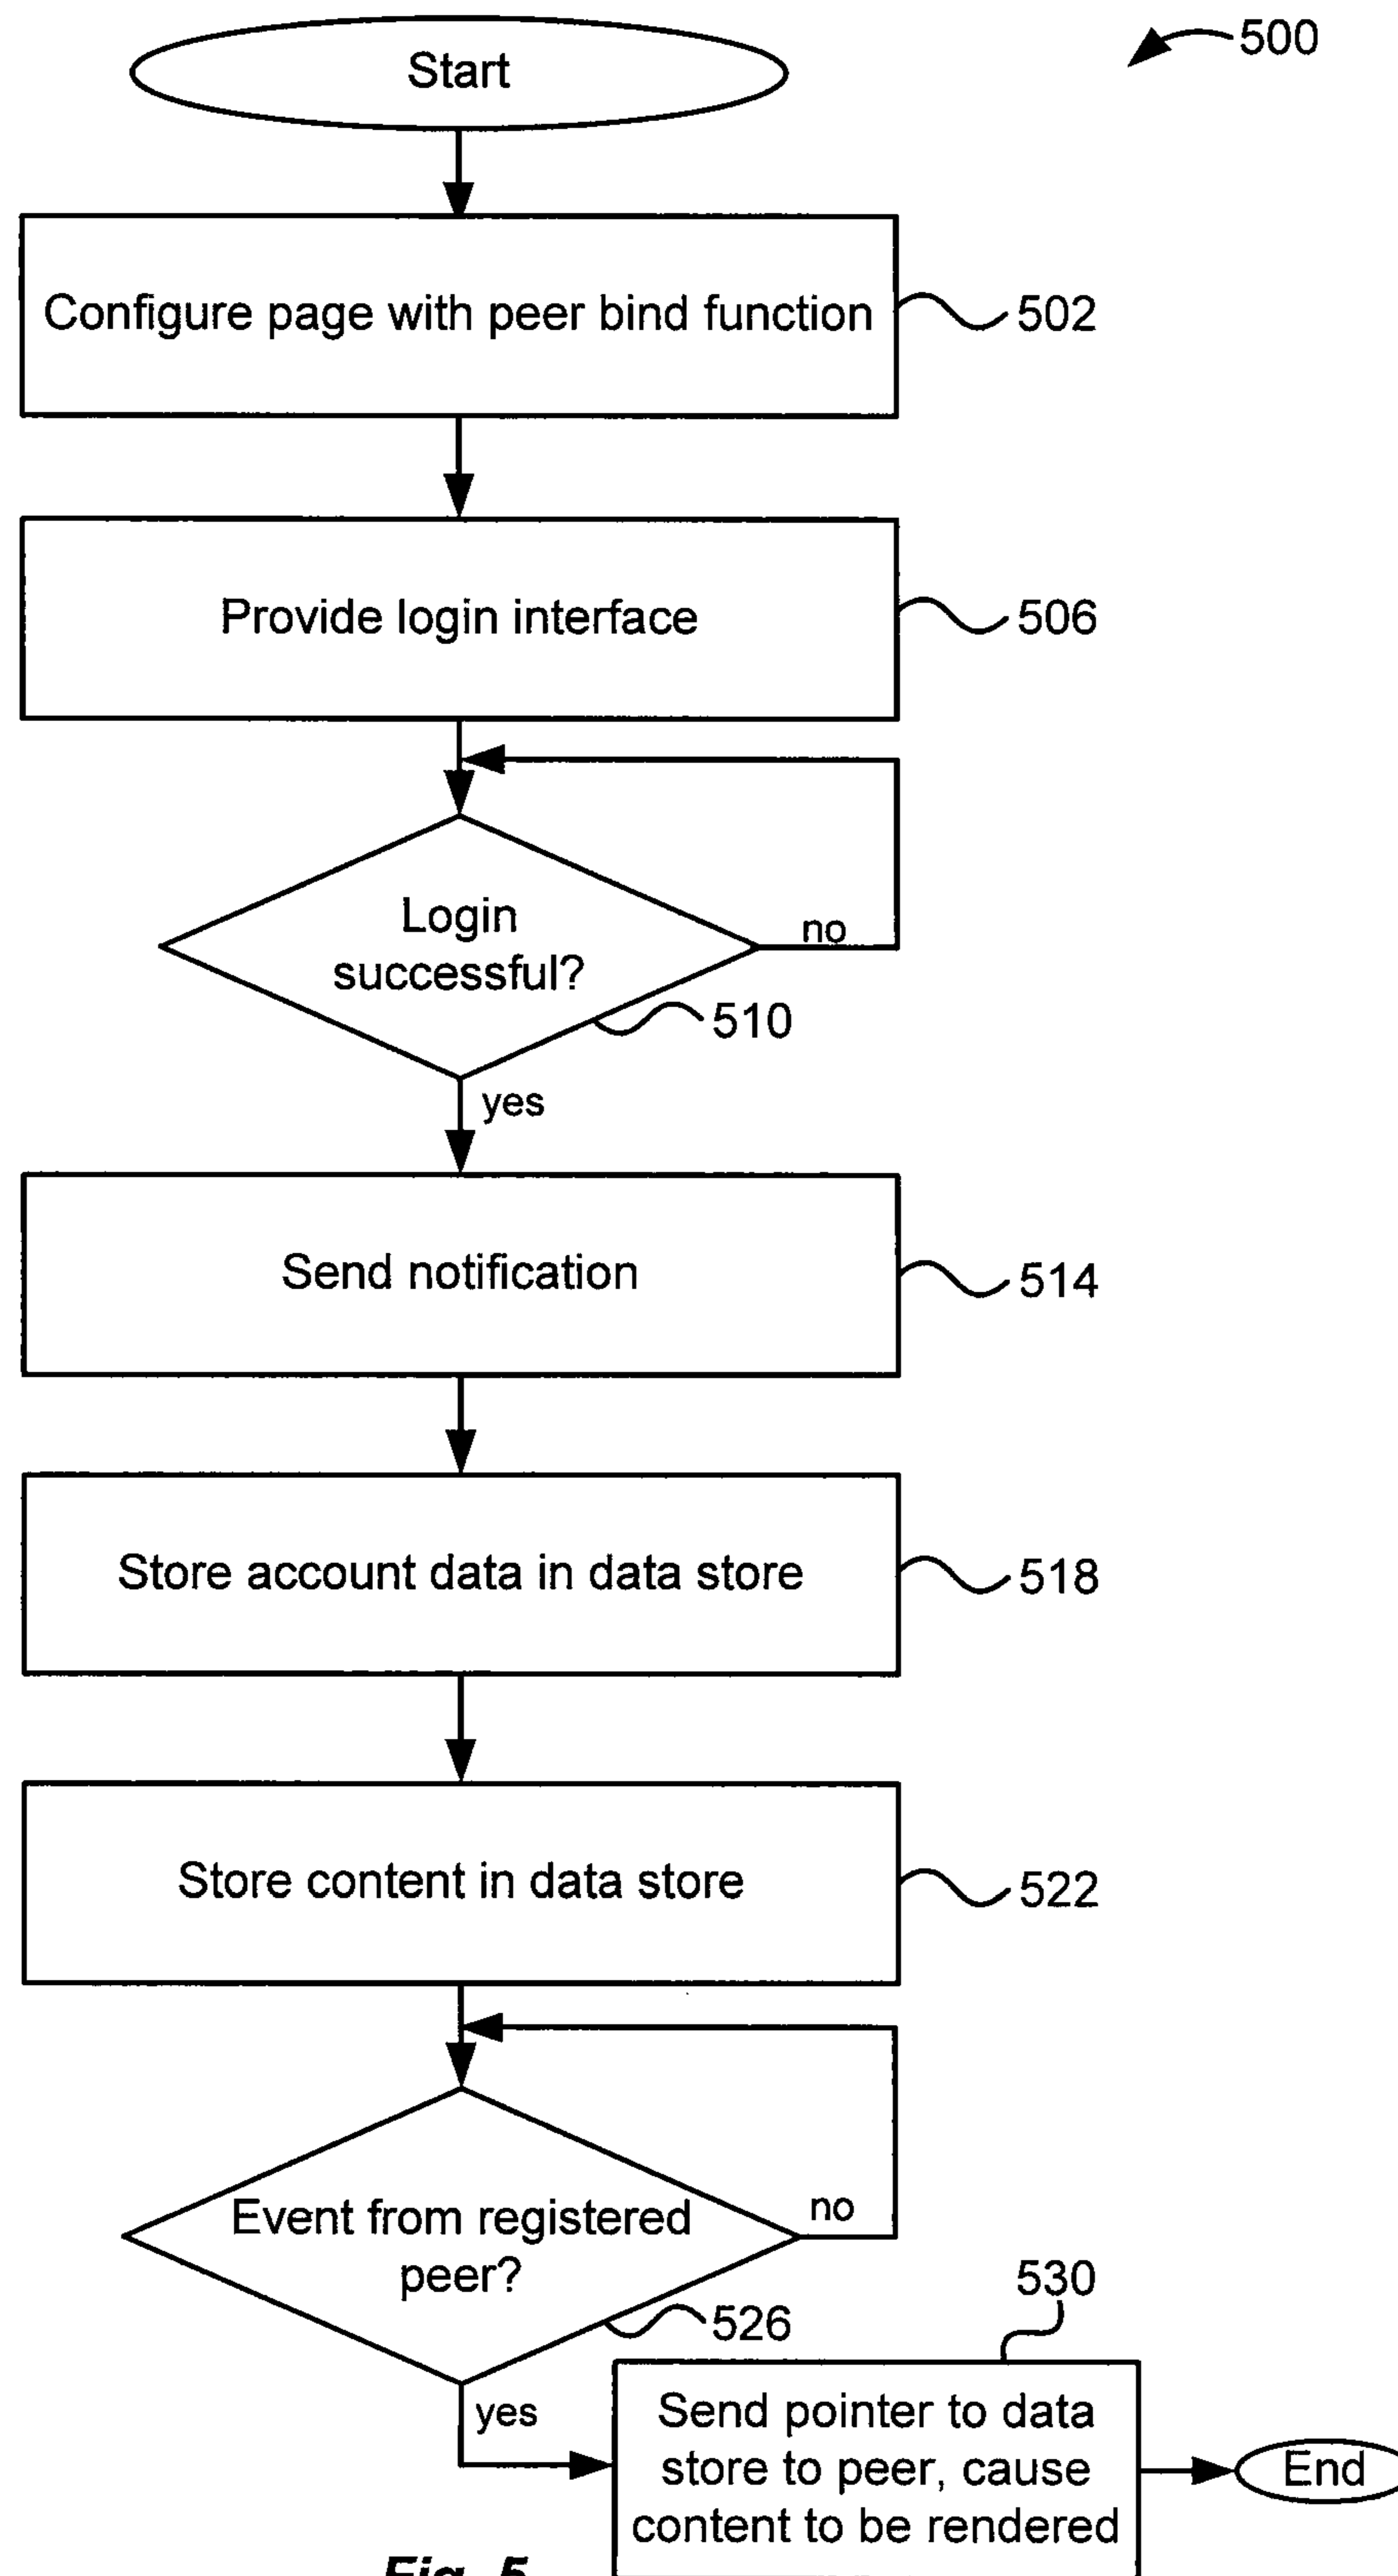 Start
500
Configure page with peer bind function
502
Provide login interface
506
Login
successful?
no
510
yes
Send notification
514
Store account data in data store
518
Store content in data store
522
Event from registered
peer?
no
526
530
yes
Send pointer to data
store to peer, cause
content to be rendered
End
Fig. 5